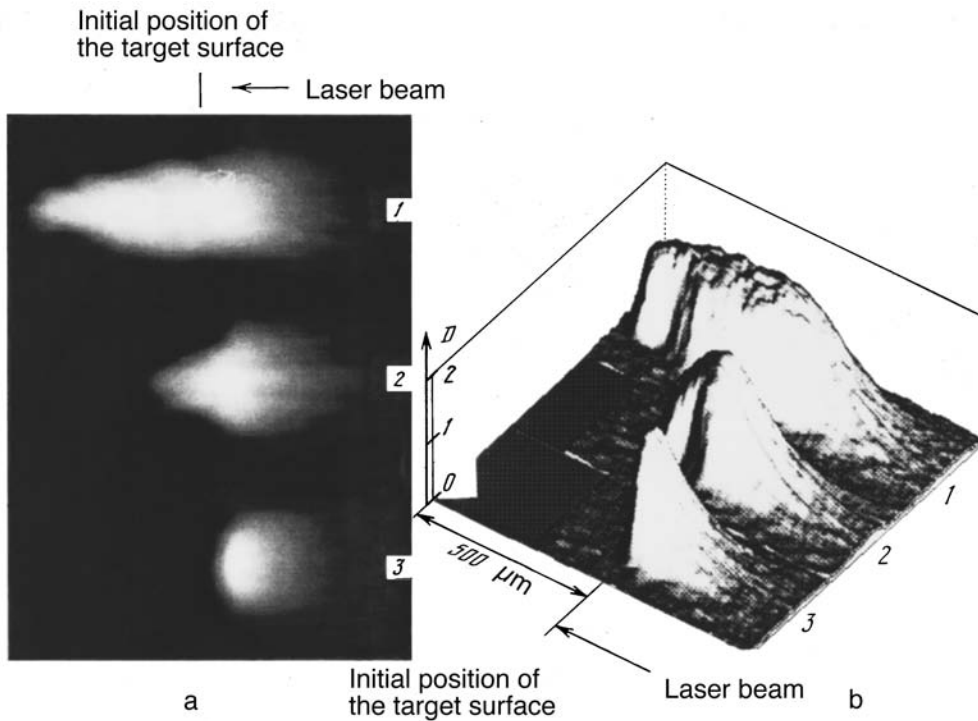 Initial position of
the target surface
Laser beam
1
2
3
D
2
1
0
500 μm
1
2
3
Initial position of
the target surface
Laser beam
a
b